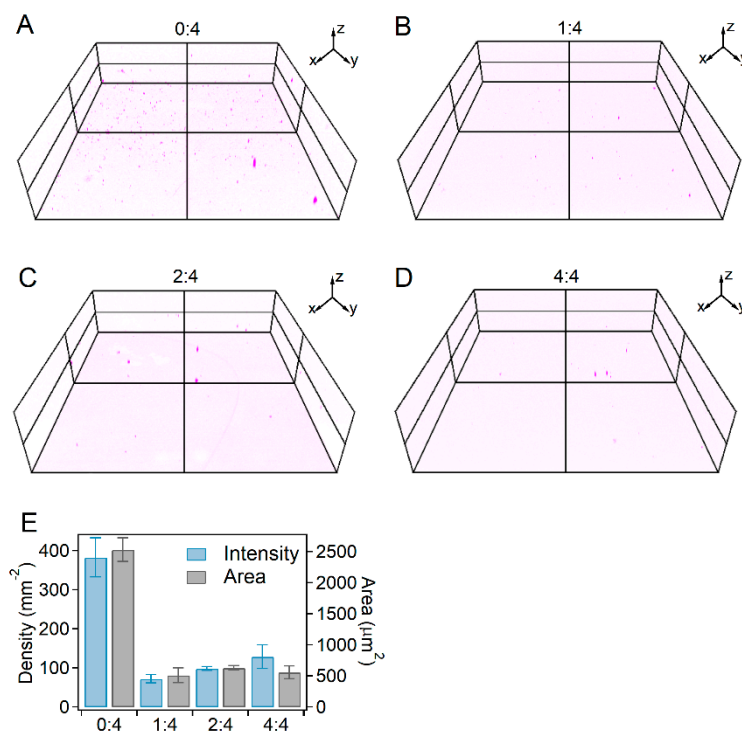 A
0:4
z
x
y
B
1:4
z
x
y
C
2:4
z
x
y
D
4:4
z
x
y
E
Density (mm⁻²)
400
300
200
100
0
Intensity
Area
2500
2000
1500
1000
500
0
Area (μm²)
0:4 1:4 2:4 4:4